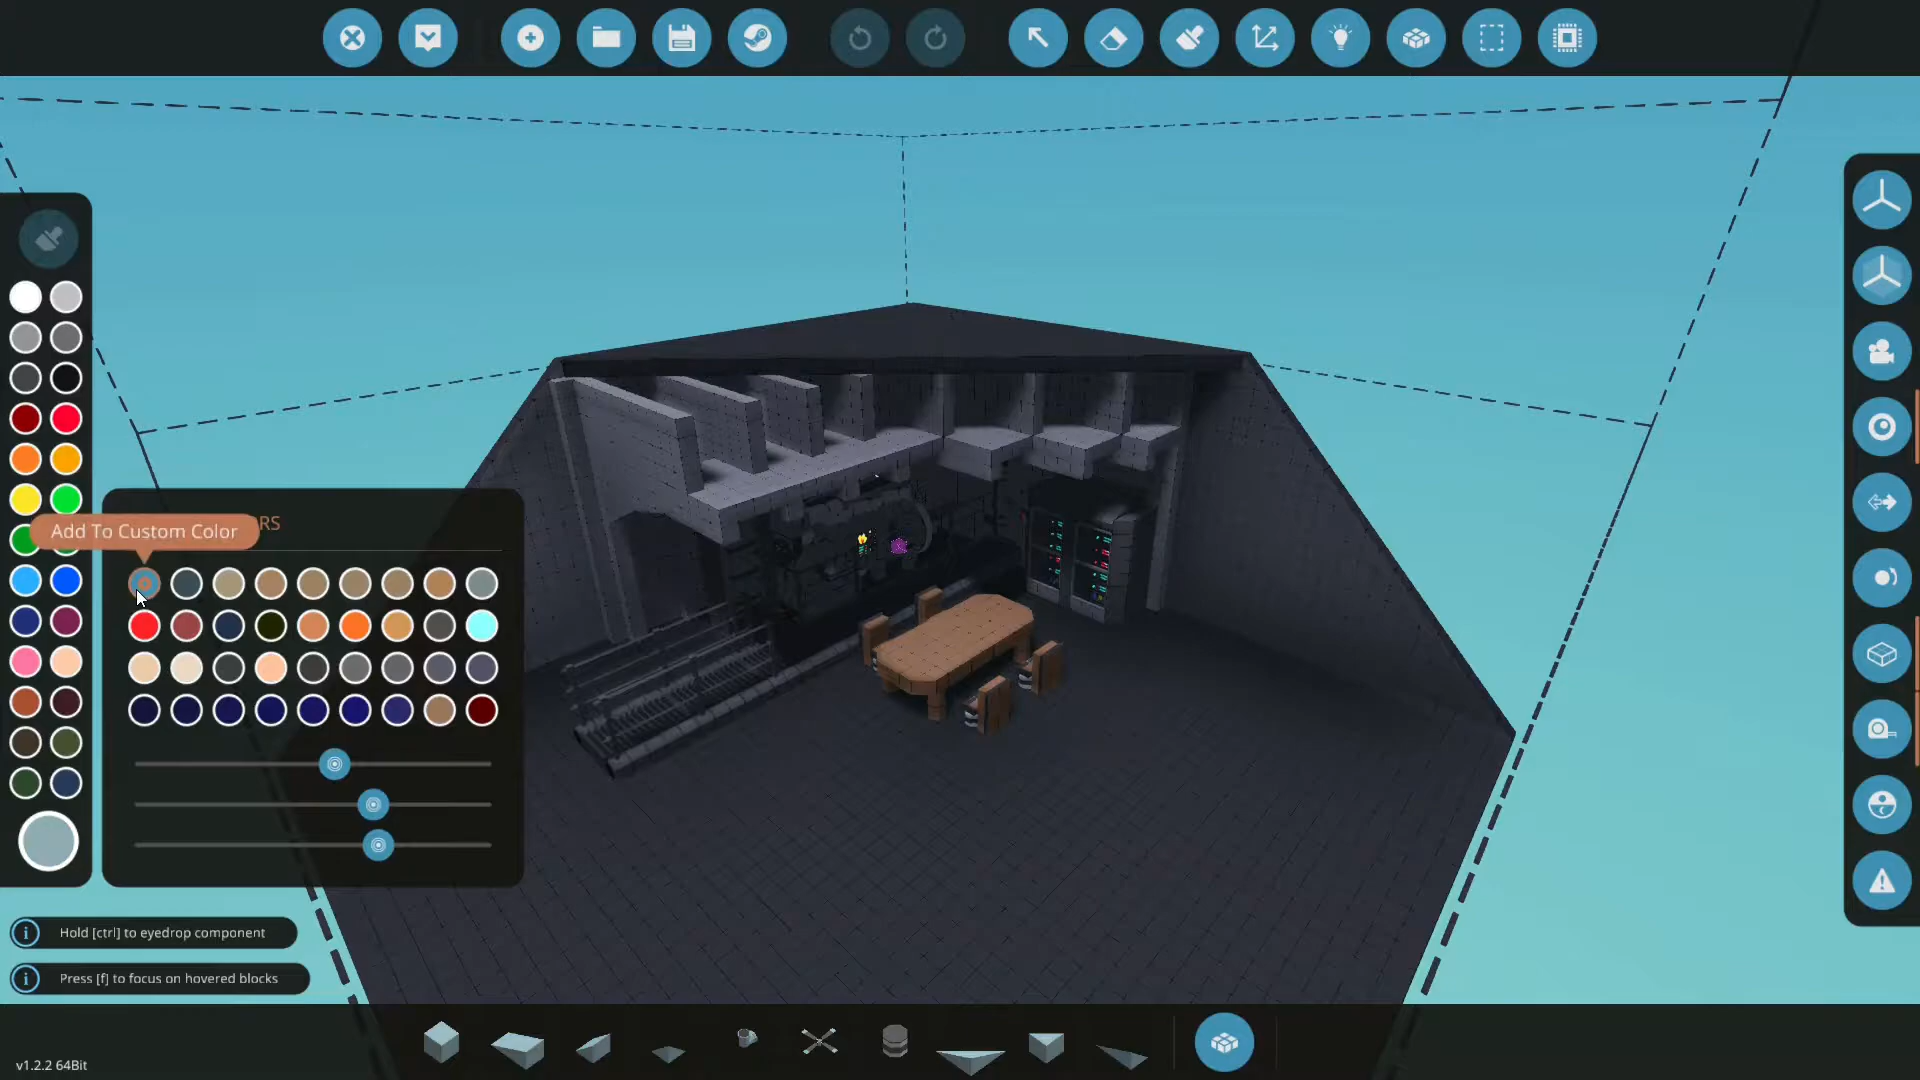 RS
Add To Custom Color
Hold [ctrl] to eyedrop component
Press [f] to focus on hovered blocks
v1.2.2 64Bit